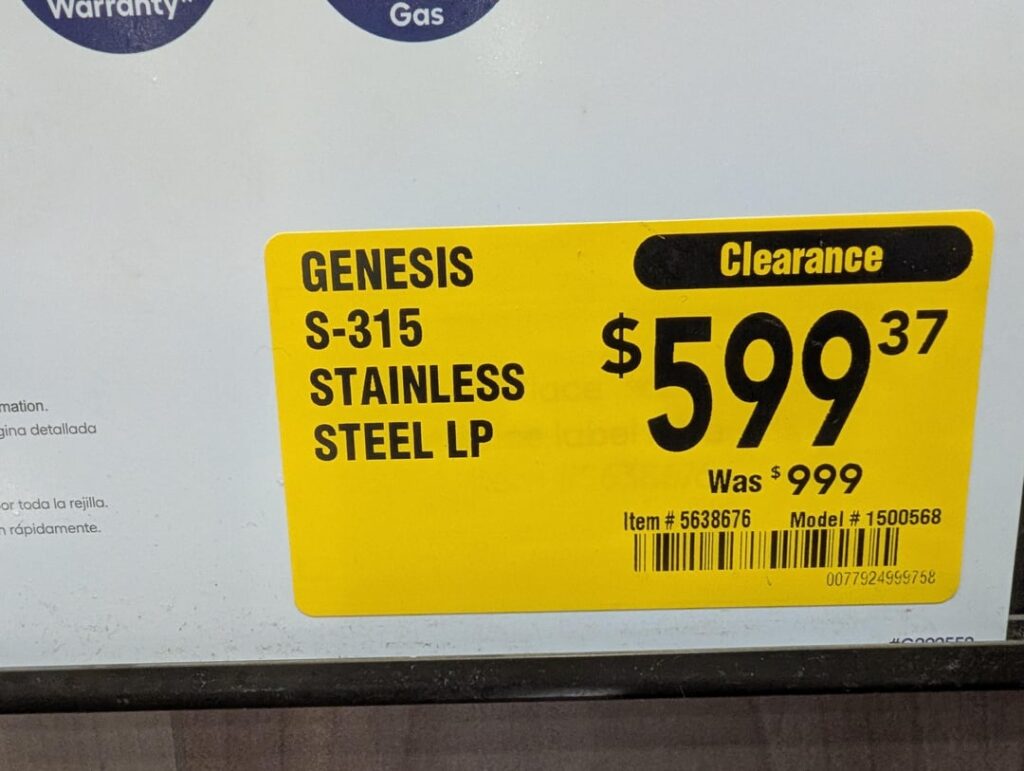 Warranty**
Gas
mation.
gina detallada
or toda la rejilla.
n rápidamente.
GENESIS
S-315
STAINLESS
STEEL LP
Clearance
$599 37
Was $999
Item # 5638676 Model # 1500568
0077924999758